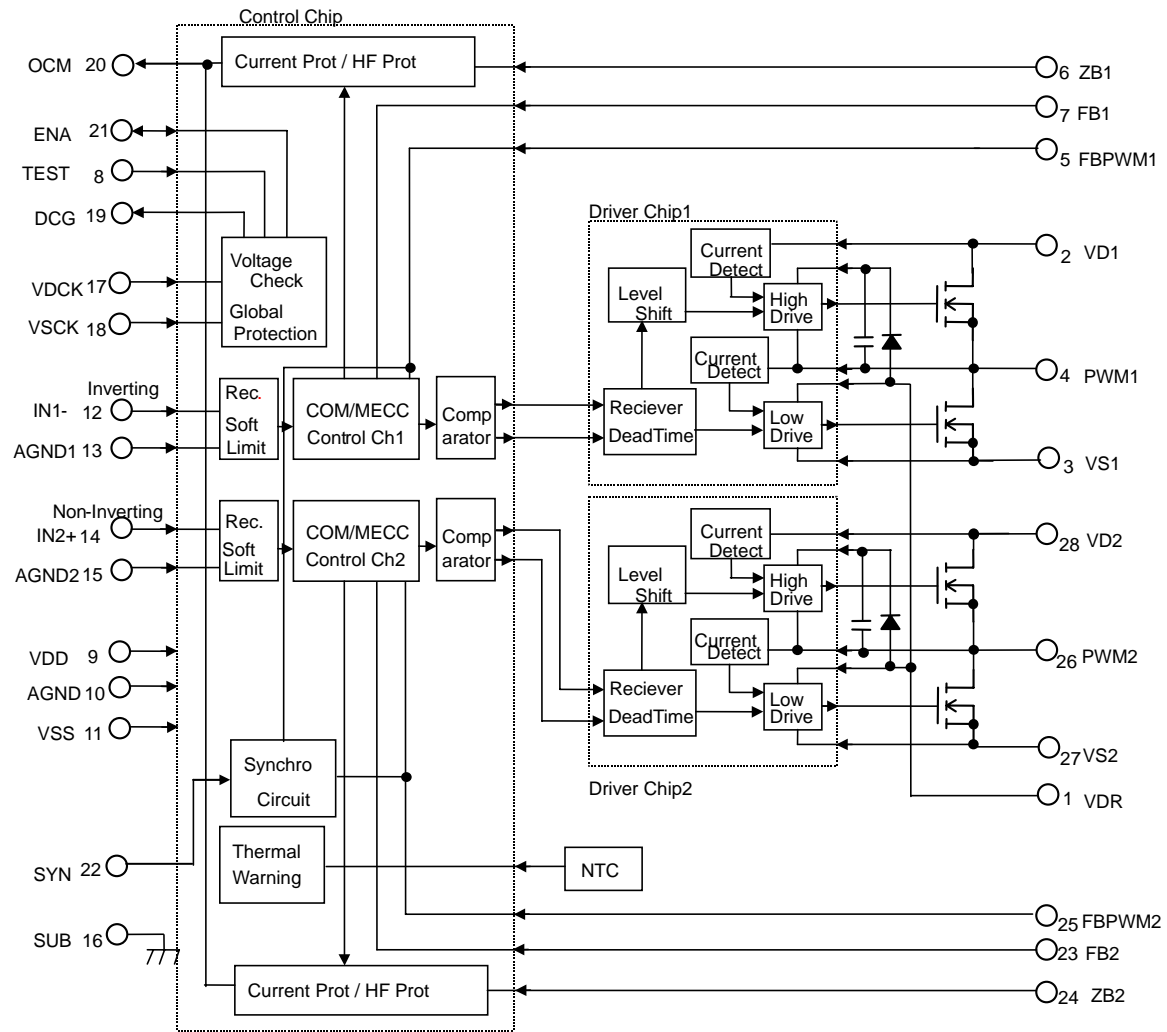 Control Chip
OCM 20
Current Prot / HF Prot
6 ZB1
7 FB1
ENA 21
5 FBPWM1
TEST 8
DCG 19
Driver Chip1
Voltage
Check
Global
Protection
Current
Detect
2 VD1
VDCK 17
Level
Shift
High
Drive
VSCK 18
Current
Detect
4 PWM1
Inverting
IN1- 12
Rec.
Soft
Limit
COM/MECC
Control Ch1
Comp
arator
Reciever
DeadTime
Low
Drive
AGND1 13
3 VS1
Non-Inverting
IN2+ 14
Rec.
Soft
Limit
COM/MECC
Control Ch2
Comp
arator
Current
Detect
28 VD2
AGND2 15
Level
Shift
High
Drive
VDD 9
Current
Detect
26 PWM2
AGND 10
Reciever
DeadTime
Low
Drive
VSS 11
27 VS2
Synchro
Circuit
Driver Chip2
1 VDR
SYN 22
Thermal
Warning
NTC
25 FBPWM2
SUB 16
23 FB2
Current Prot / HF Prot
24 ZB2